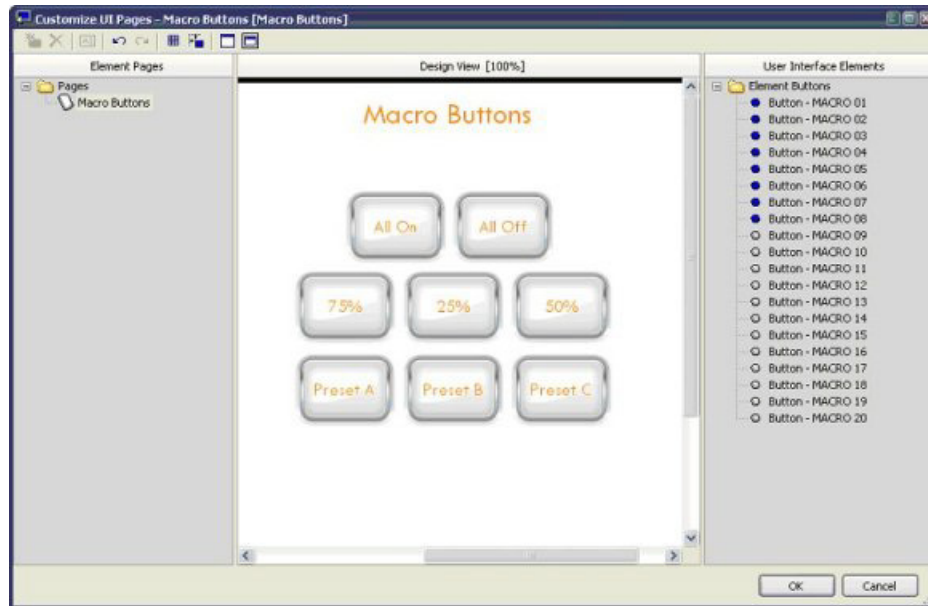 Customize UI Pages - Macro Buttons [Macro Buttons]
Element Pages
Pages
Macro Buttons
Design View [100%]
Macro Buttons
All On
All Off
75%
25%
50%
Preset A
Preset B
Preset C
User Interface Elements
Element Buttons
Button - MACRO 01
Button - MACRO 02
Button - MACRO 03
Button - MACRO 04
Button - MACRO 05
Button - MACRO 06
Button - MACRO 07
Button - MACRO 08
Button - MACRO 09
Button - MACRO 10
Button - MACRO 11
Button - MACRO 12
Button - MACRO 13
Button - MACRO 14
Button - MACRO 15
Button - MACRO 16
Button - MACRO 17
Button - MACRO 18
Button - MACRO 19
Button - MACRO 20
OK
Cancel